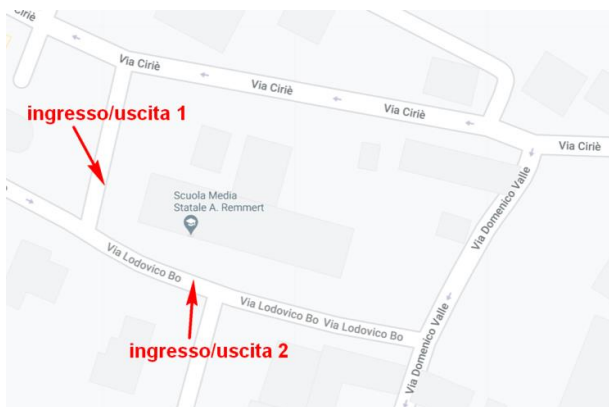 Ciriè
Via Ciriè
Via Ciriè
Via Ciriè
Via Ciriè
ingresso/uscita 1
Scuola Media
Statale A. Remmert
Via Domenico Valle
Via Lodovico Bo
Via Lodovico Bo Via Lodovico Bo
Via Domenico Valle
ingresso/uscita 2